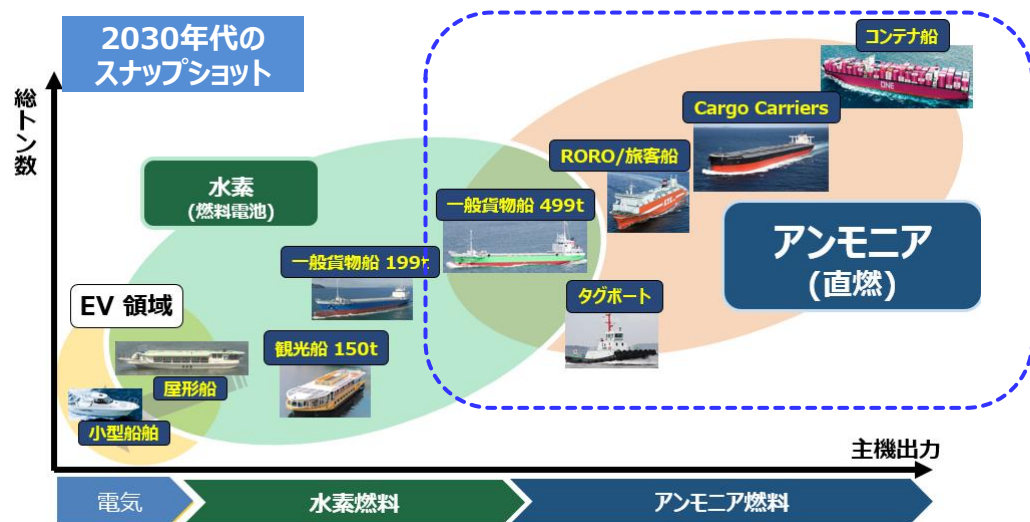 2030年代の
スナップショット
総トン数
コンテナ船
ONE
Cargo Carriers
RORO/旅客船
水素
(燃料電池)
一般貨物船 499t
アンモニア
(直燃)
一般貨物船 199t
タグボート
EV 領域
観光船 150t
屋形船
小型船舶
主機出力
電気
水素燃料
アンモニア燃料